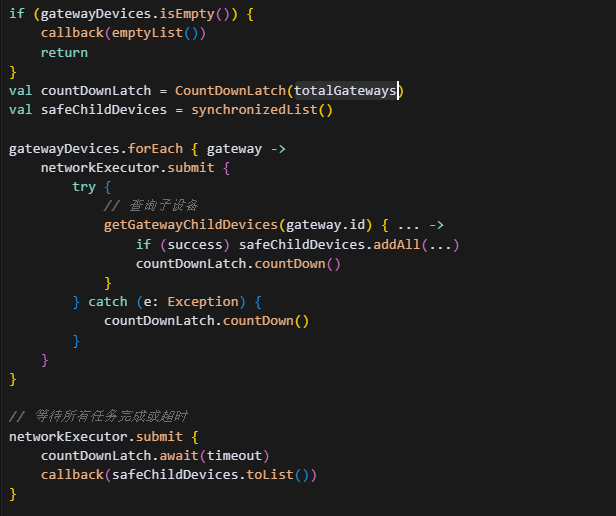 if (gatewayDevices.isEmpty()) {
    callback(emptyList())
    return
}
val countDownLatch = CountDownLatch(totalGateways)
val safeChildDevices = synchronizedList()

gatewayDevices.forEach { gateway ->
    networkExecutor.submit {
        try {
            // 查询子设备
            getGatewayChildDevices(gateway.id) { ... ->
                if (success) safeChildDevices.addAll(...)
                countDownLatch.countDown()
            }
        } catch (e: Exception) {
            countDownLatch.countDown()
        }
    }
}

// 等待所有任务完成或超时
networkExecutor.submit {
    countDownLatch.await(timeout)
    callback(safeChildDevices.toList())
}